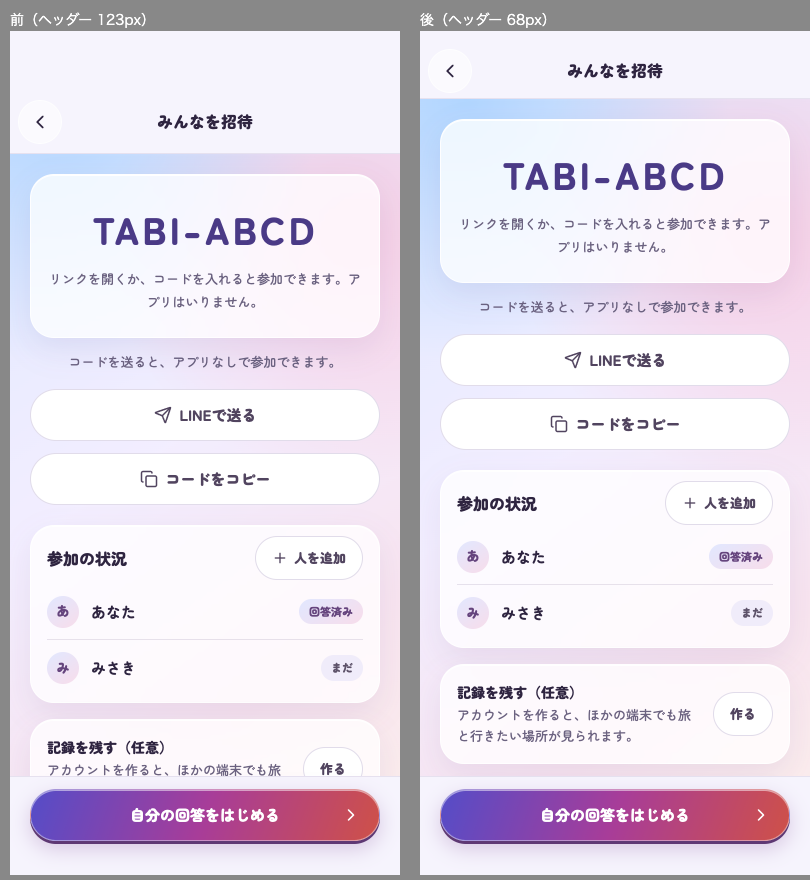 前（ヘッダー 123px）
みんなを招待
TABI-ABCD
リンクを開くか、コードを入れると参加できます。ア
プリはいりません。
コードを送ると、アプリなしで参加できます。
LINEで送る
コードをコピー
参加の状況
人を追加
あ
あなた
回答済み
み
みさき
まだ
記録を残す（任意）
アカウントを作ると、ほかの端末でも旅
作る
自分の回答をはじめる
後（ヘッダー 68px）
みんなを招待
TABI-ABCD
リンクを開くか、コードを入れると参加できます。ア
プリはいりません。
コードを送ると、アプリなしで参加できます。
LINEで送る
コードをコピー
参加の状況
人を追加
あ
あなた
回答済み
み
みさき
まだ
記録を残す（任意）
アカウントを作ると、ほかの端末でも旅
と行きたい場所が見られます。
作る
自分の回答をはじめる